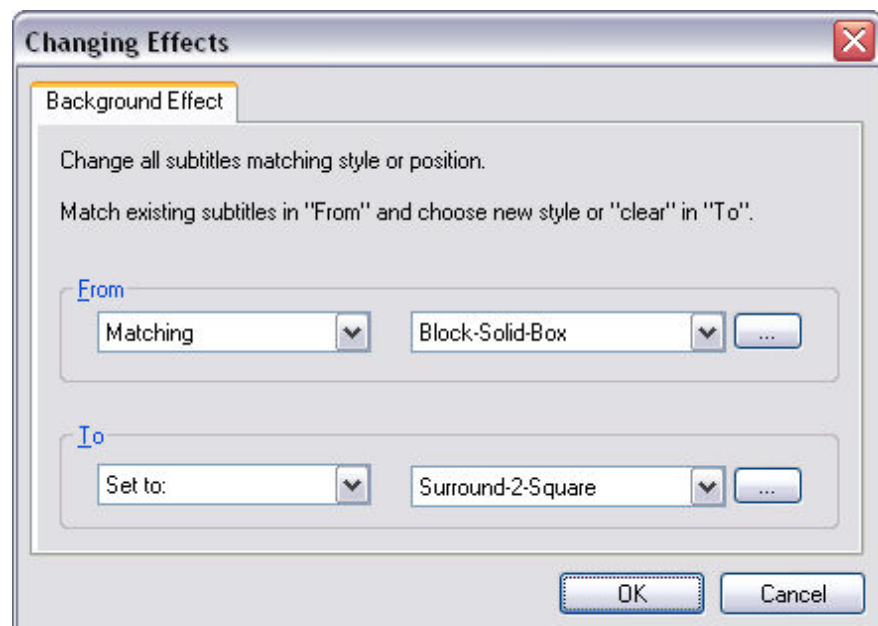 Changing Effects
Background Effect
Change all subtitles matching style or position.
Match existing subtitles in "From" and choose new style or "clear" in "To".
From
Matching
Block-Solid-Box
...
To
Set to:
Surround-2-Square
...
OK
Cancel